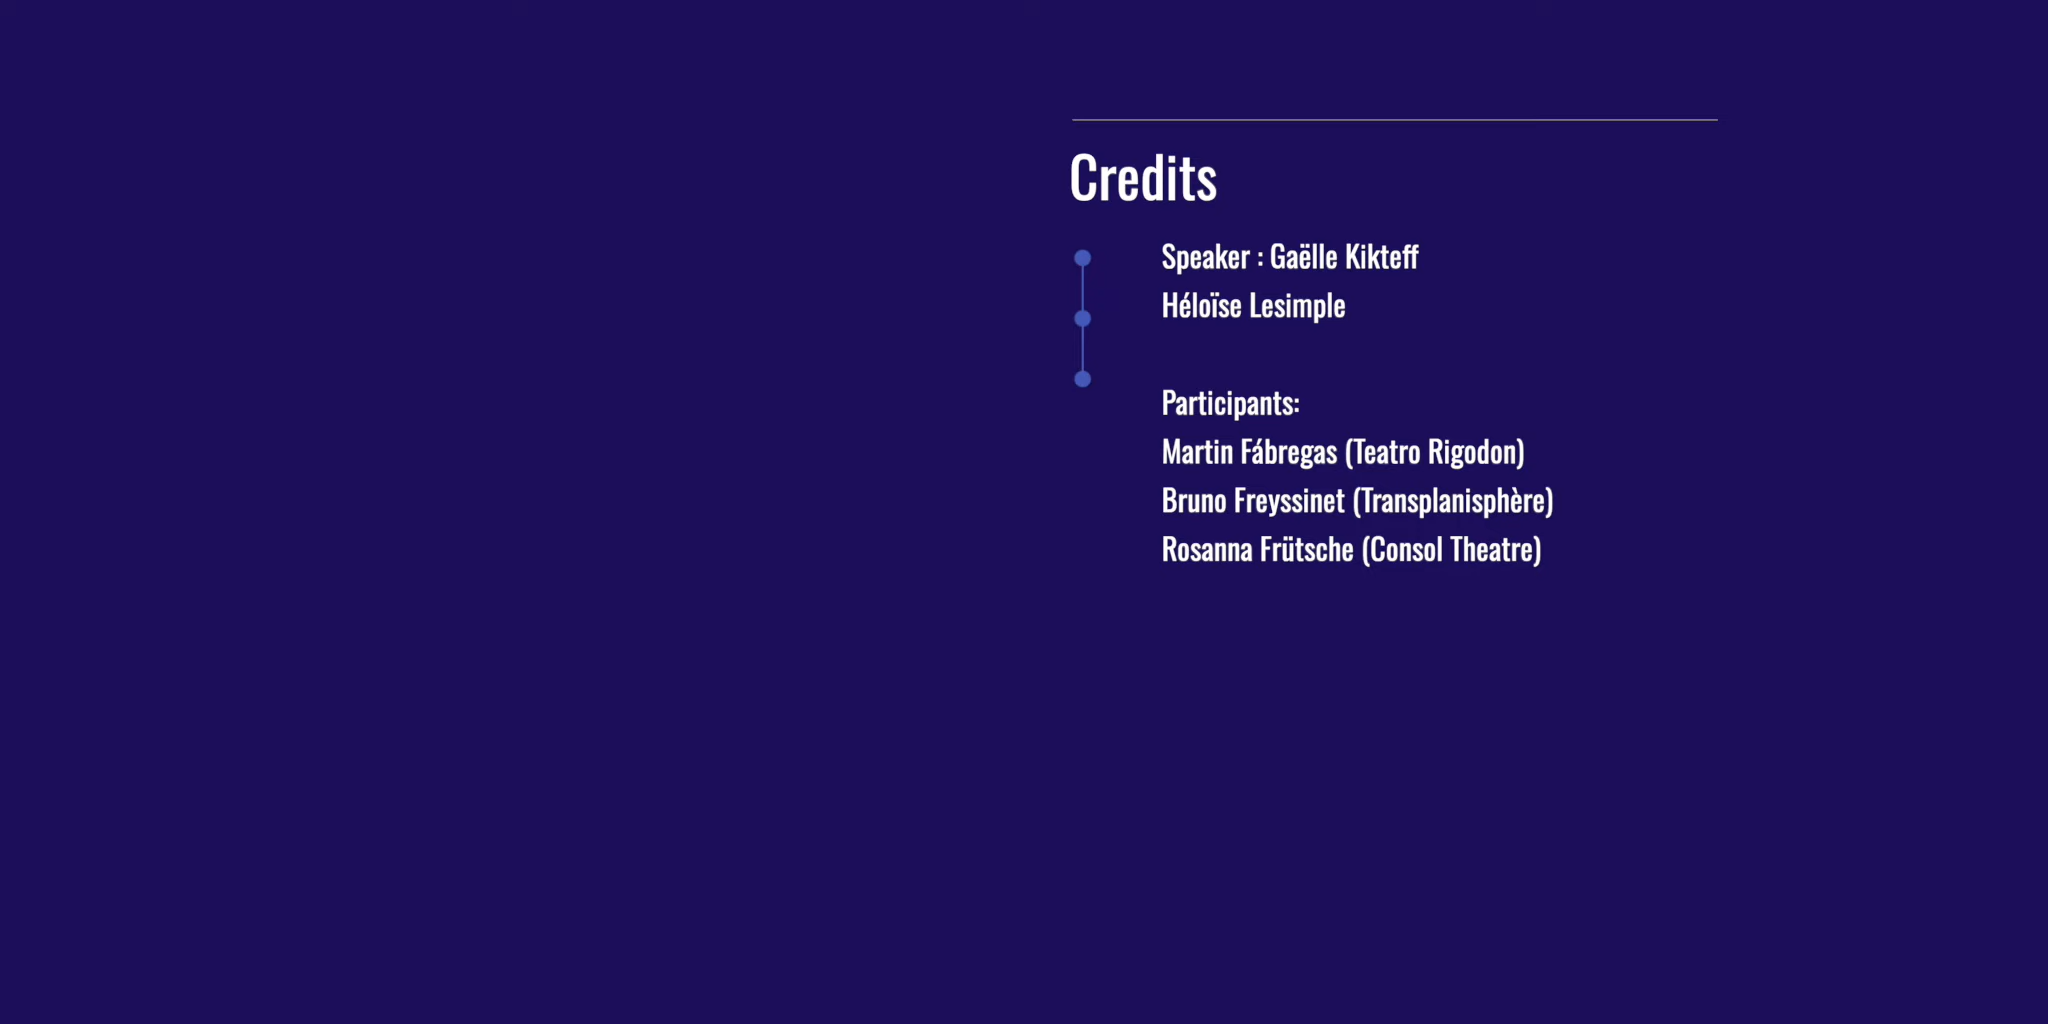 Credits
Speaker : Gaëlle Kikteff
Héloïse Lesimple
Participants:
Martin Fábregas (Teatro Rigodon)
Bruno Freyssinet (Transplanisphère)
Rosanna Frütsche (Consol Theatre)